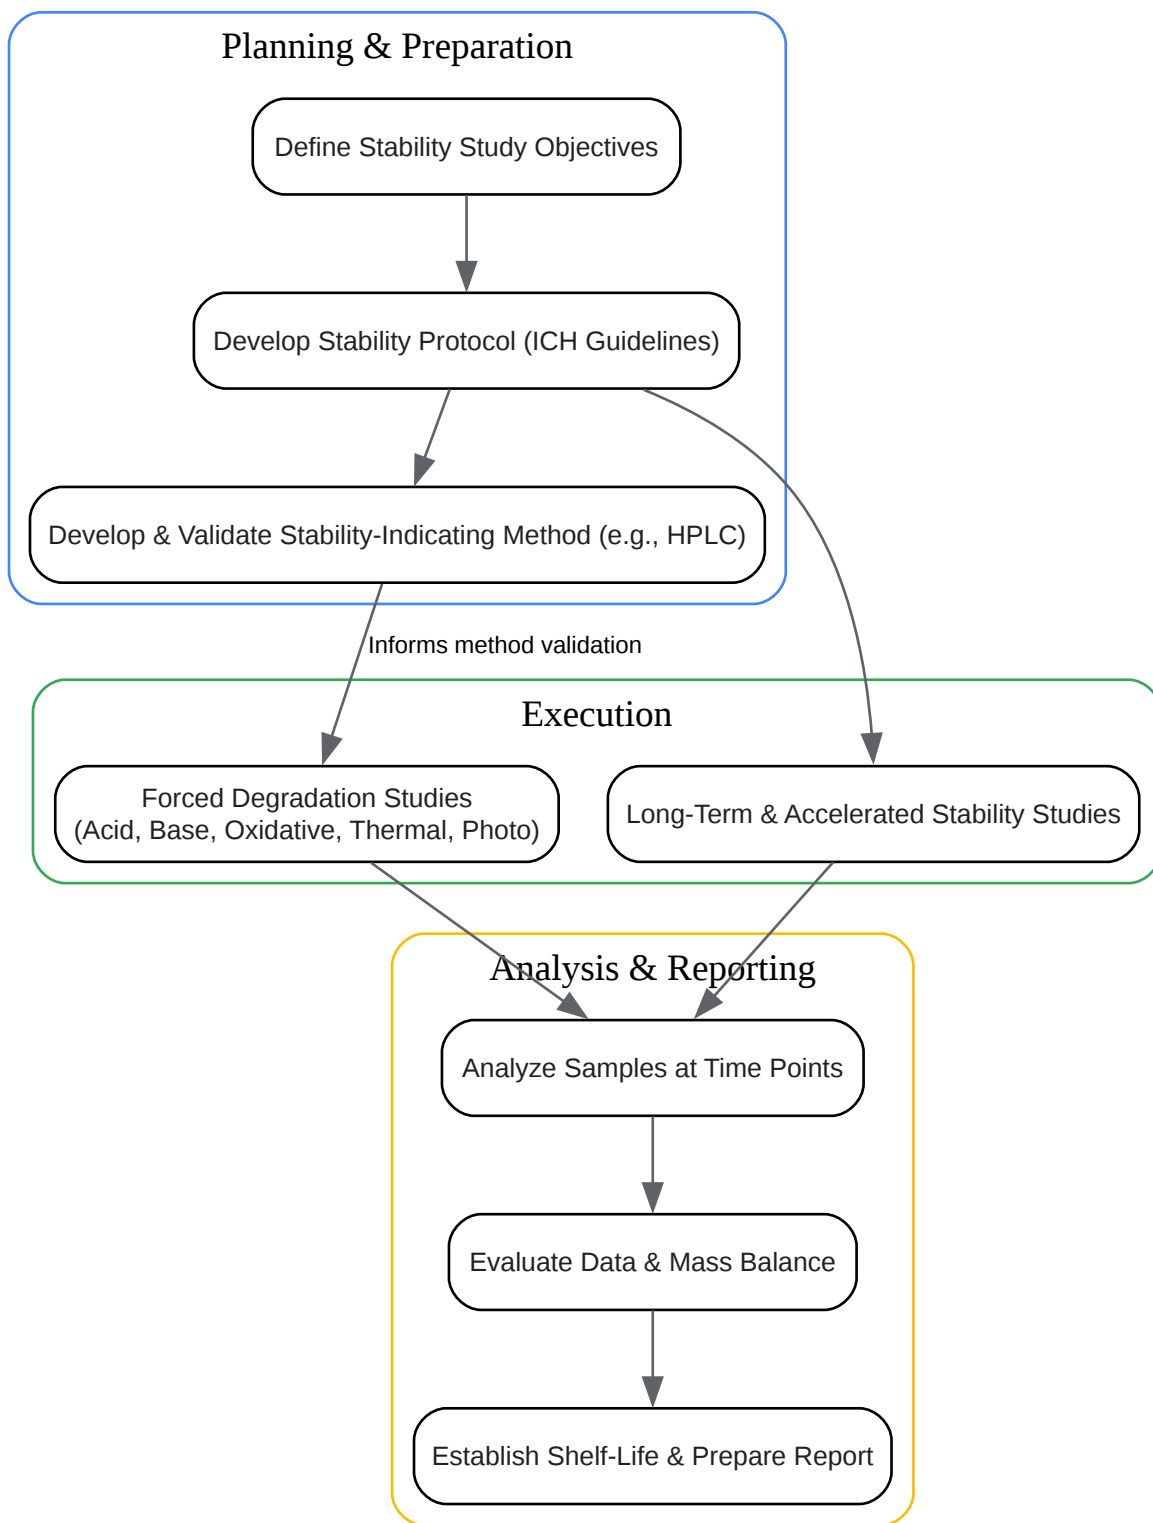 Planning & Preparation
Define Stability Study Objectives
Develop Stability Protocol (ICH Guidelines)
Develop & Validate Stability-Indicating Method (e.g., HPLC)
Informs method validation
Execution
Forced Degradation Studies
(Acid, Base, Oxidative, Thermal, Photo)
Long-Term & Accelerated Stability Studies
Analysis & Reporting
Analyze Samples at Time Points
Evaluate Data & Mass Balance
Establish Shelf-Life & Prepare Report